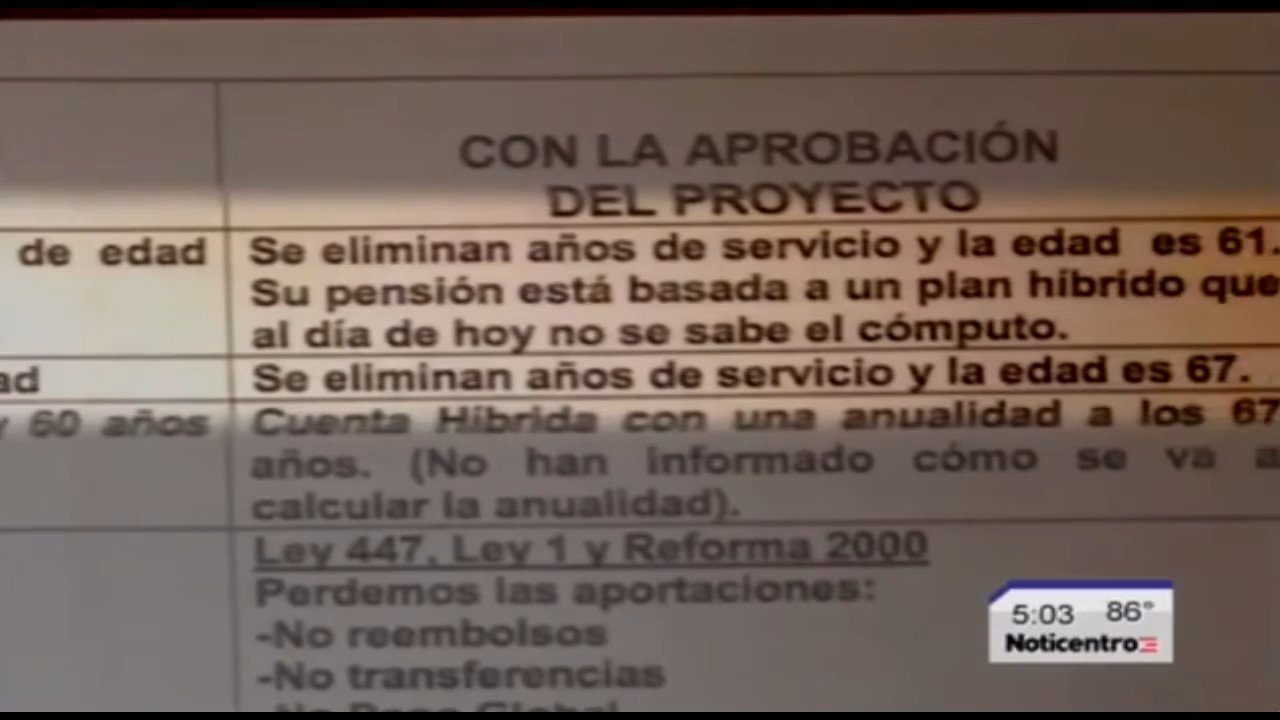 CON LA APROBACIÓN
DEL PROYECTO
de edad
Se eliminan años de servicio y la edad es 61.
Su pensión está basada a un plan híbrido que
al día de hoy no se sabe el cómputo.
ad
Se eliminan años de servicio y la edad es 67.
y 60 años
Cuenta Híbrida con una anualidad a los 67
años. (No han informado cómo se va a
calcular la anualidad).
Ley 447, Ley 1 y Reforma 2000
Perdemos las aportaciones:
-No reembolsos
-No transferencias
-No Pago Global
5:03 86°
Noticentro